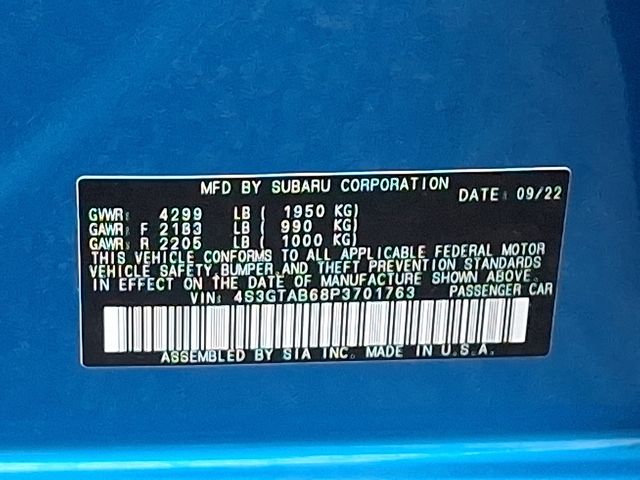 MFD BY SUBARU CORPORATION DATE: 09/22
GVWR: 4299 LB ( 1950 KG)
GAWR: F 2183 LB ( 990 KG)
GAWR: R 2205 LB ( 1000 KG)
THIS VEHICLE CONFORMS TO ALL APPLICABLE FEDERAL MOTOR
VEHICLE SAFETY, BUMPER, AND THEFT PREVENTION STANDARDS
IN EFFECT ON THE DATE OF MANUFACTURE SHOWN ABOVE.
VIN: 4S3GTAB68P3701763 PASSENGER CAR
ASSEMBLED BY SIA INC. MADE IN U.S.A.